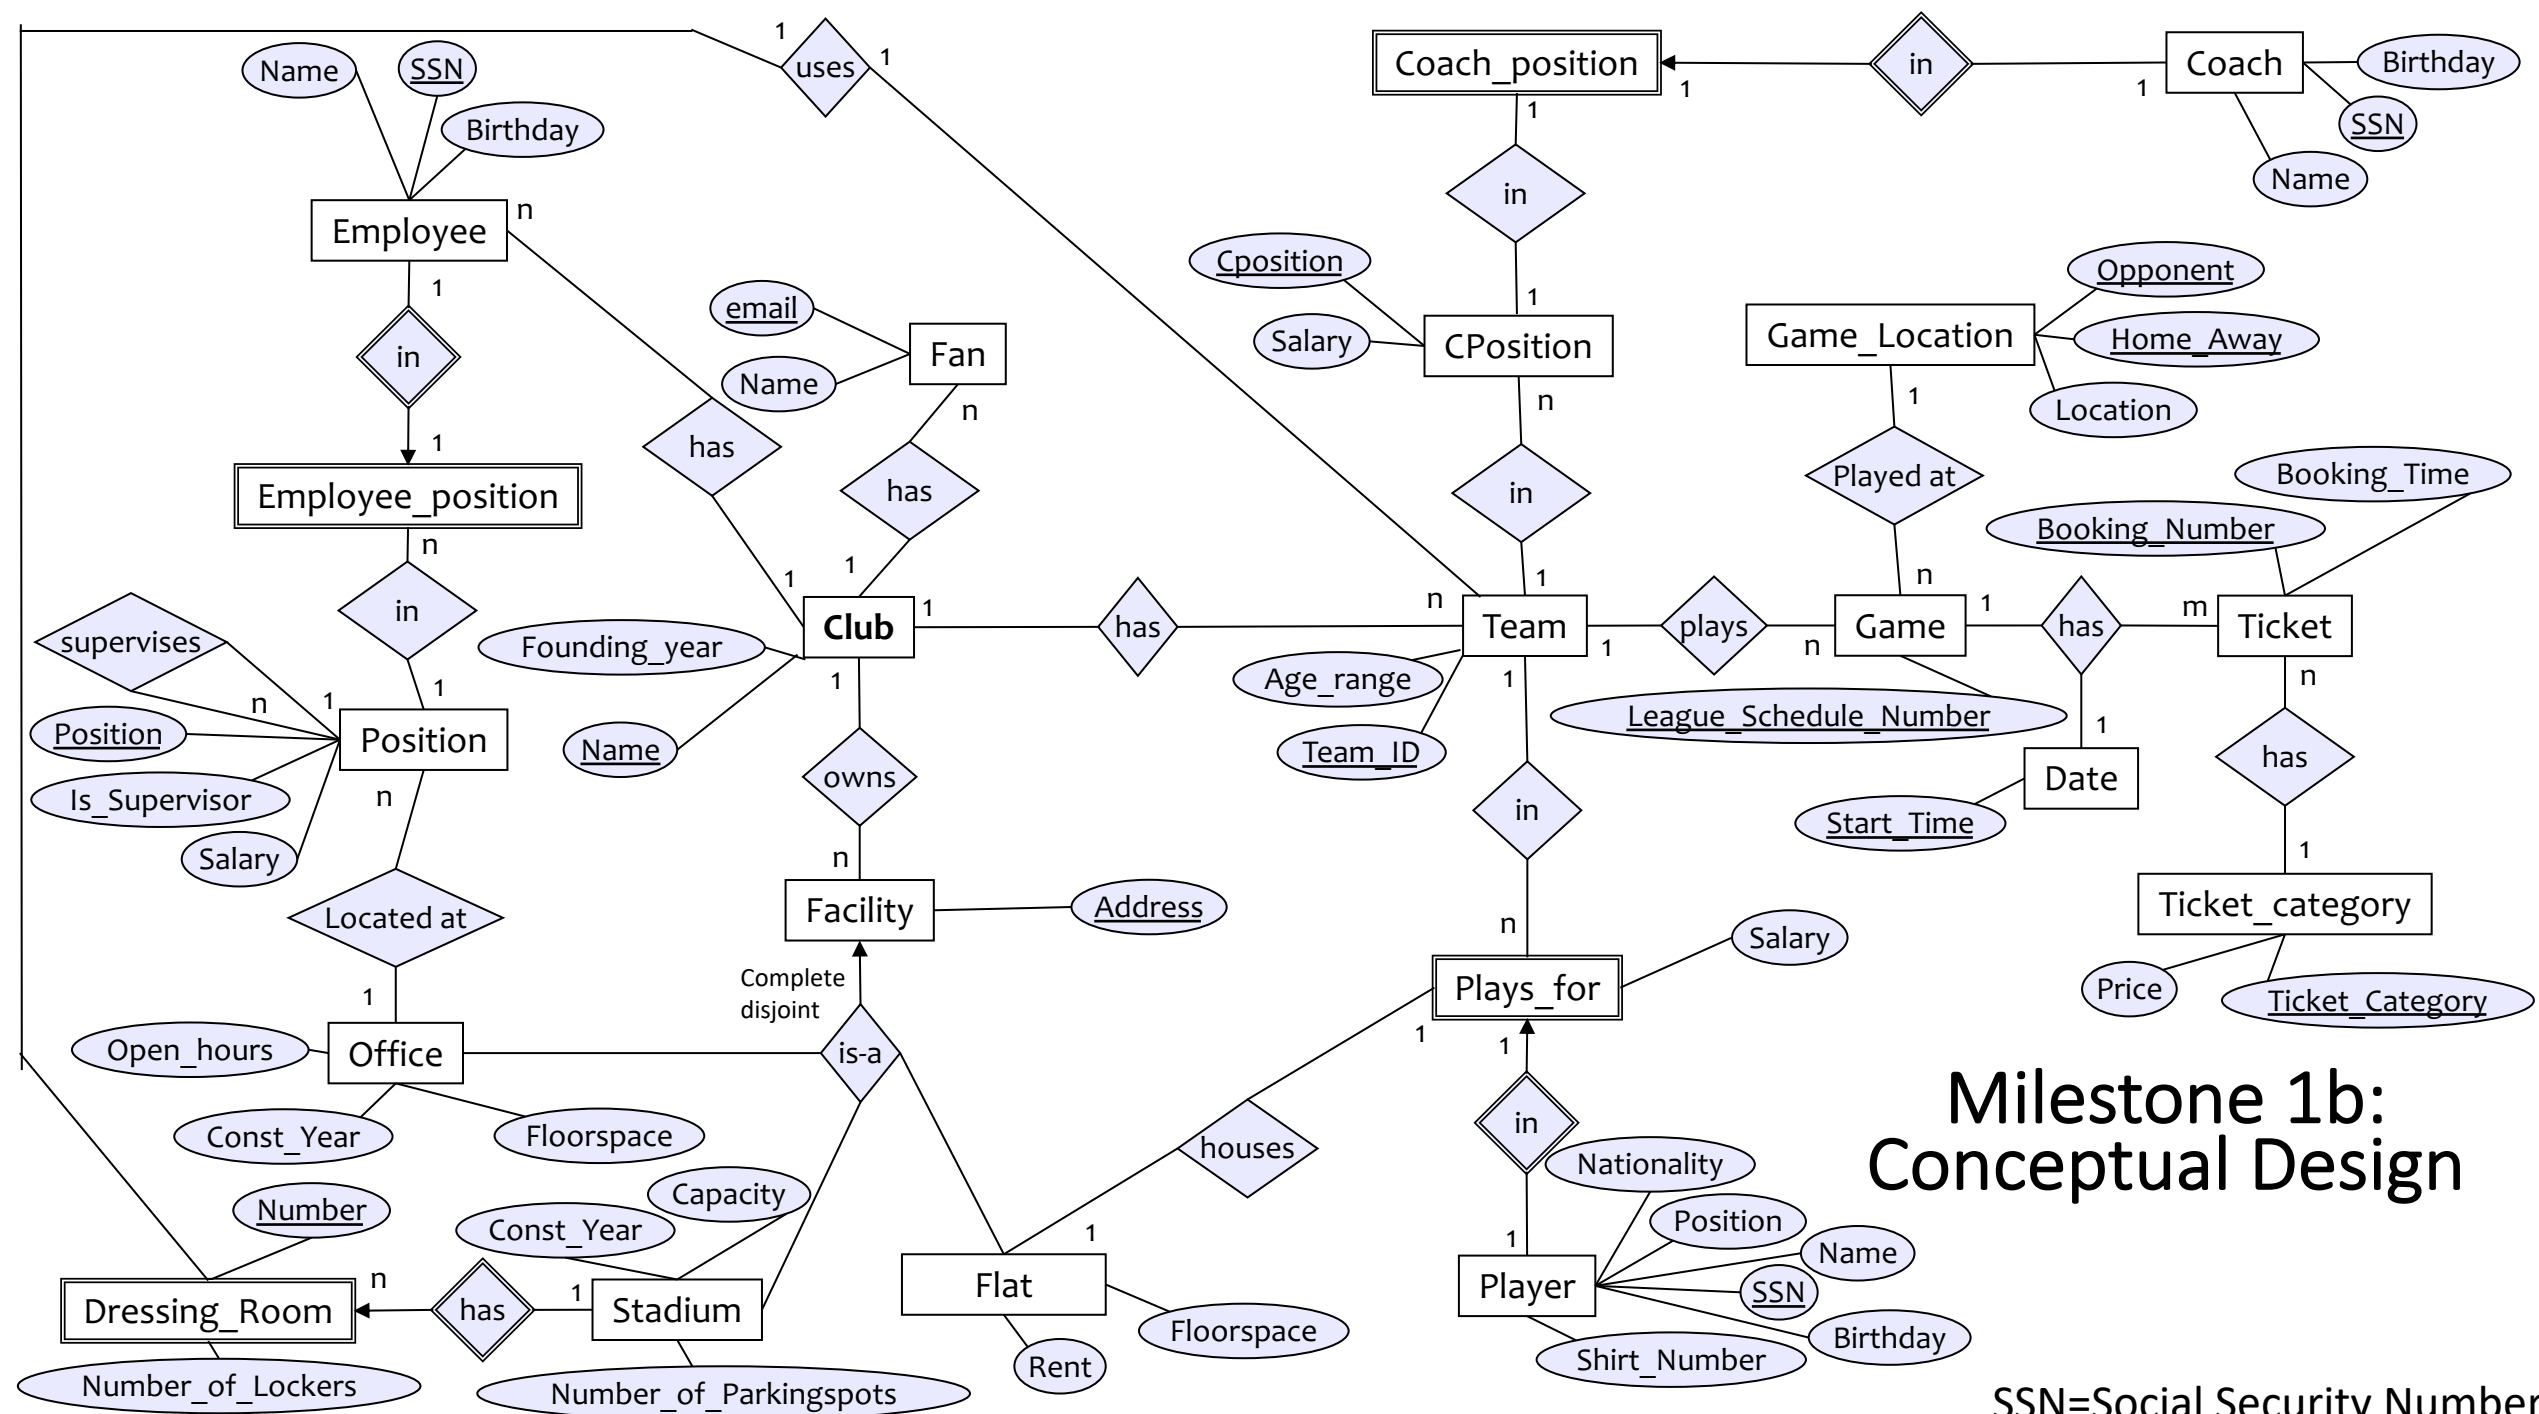 1
1
uses
Coach_position
1
in
1
Coach
Birthday
SSN
Name
Name
SSN
Birthday
Employee
n
1
in
1
Employee_position
n
in
1
1
in
1
Cposition
Salary
CPosition
n
in
1
Opponent
Home_Away
Location
Game_Location
1
Played at
n
email
Name
Fan
n
has
1
has
1
Booking_Time
Booking_Number
supervises
n
1
Position
Is_Supervisor
Salary
Position
n
Located at
1
Founding_year
Name
Club
1
has
n
Team
1
plays
n
Game
1
has
m
Ticket
Age_range
Team_ID
1
League_Schedule_Number
1
Date
Start_Time
n
has
1
Ticket_category
Price
Ticket_Category
1
owns
n
Facility
Address
in
n
Plays_for
Salary
1
1
Complete
disjoint
is-a
Open_hours
Office
Const_Year
Floorspace
houses
1
in
1
Nationality
Position
Name
SSN
Birthday
Shirt_Number
Player
Milestone 1b:
Conceptual Design
Number
Const_Year
Capacity
Dressing_Room
n
has
1
Stadium
Flat
Floorspace
Rent
Number_of_Lockers
Number_of_Parkingspots
SSN=Social Security Number